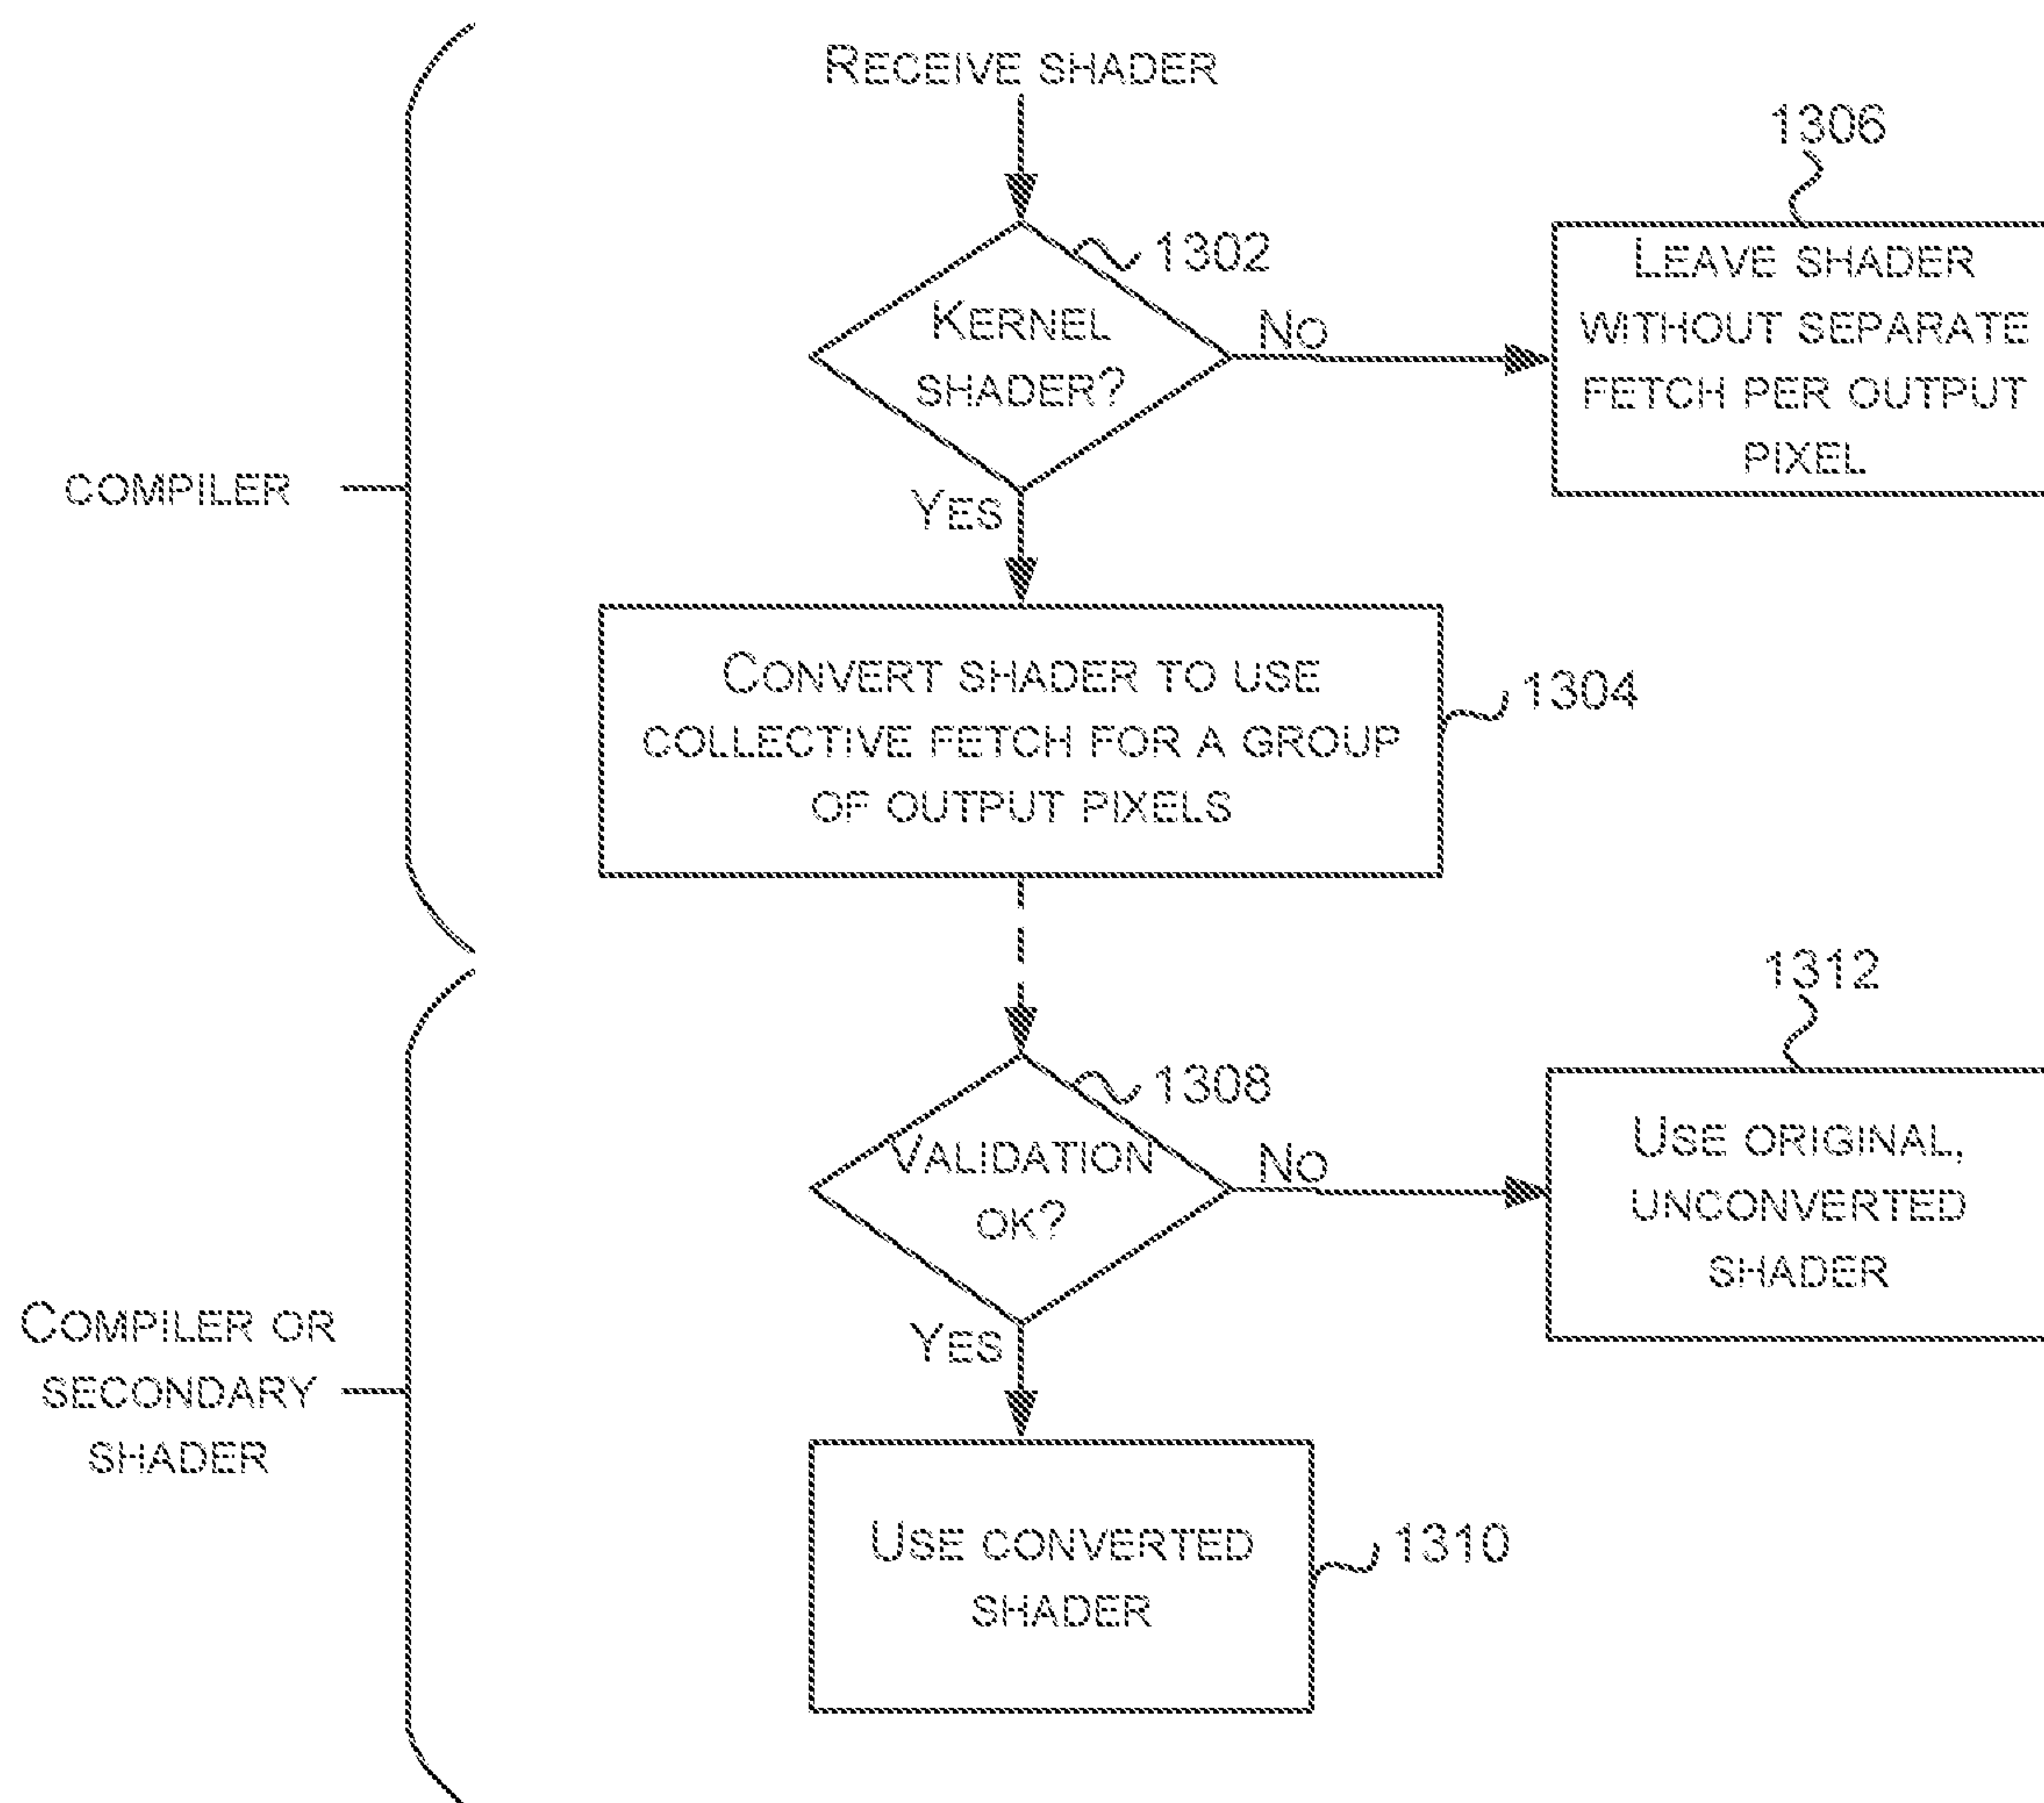 RECEIVE SHADER
1306
1302
KERNEL
SHADER?
NO
LEAVE SHADER
WITHOUT SEPARATE
FETCH PER OUTPUT
PIXEL
COMPILER
YES
CONVERT SHADER TO USE
COLLECTIVE FETCH FOR A GROUP
OF OUTPUT PIXELS
1304
1312
1308
VALIDATION
OK?
NO
USE ORIGINAL,
UNCONVERTED
SHADER
YES
COMPILER OR
SECONDARY
SHADER
USE CONVERTED
SHADER
1310